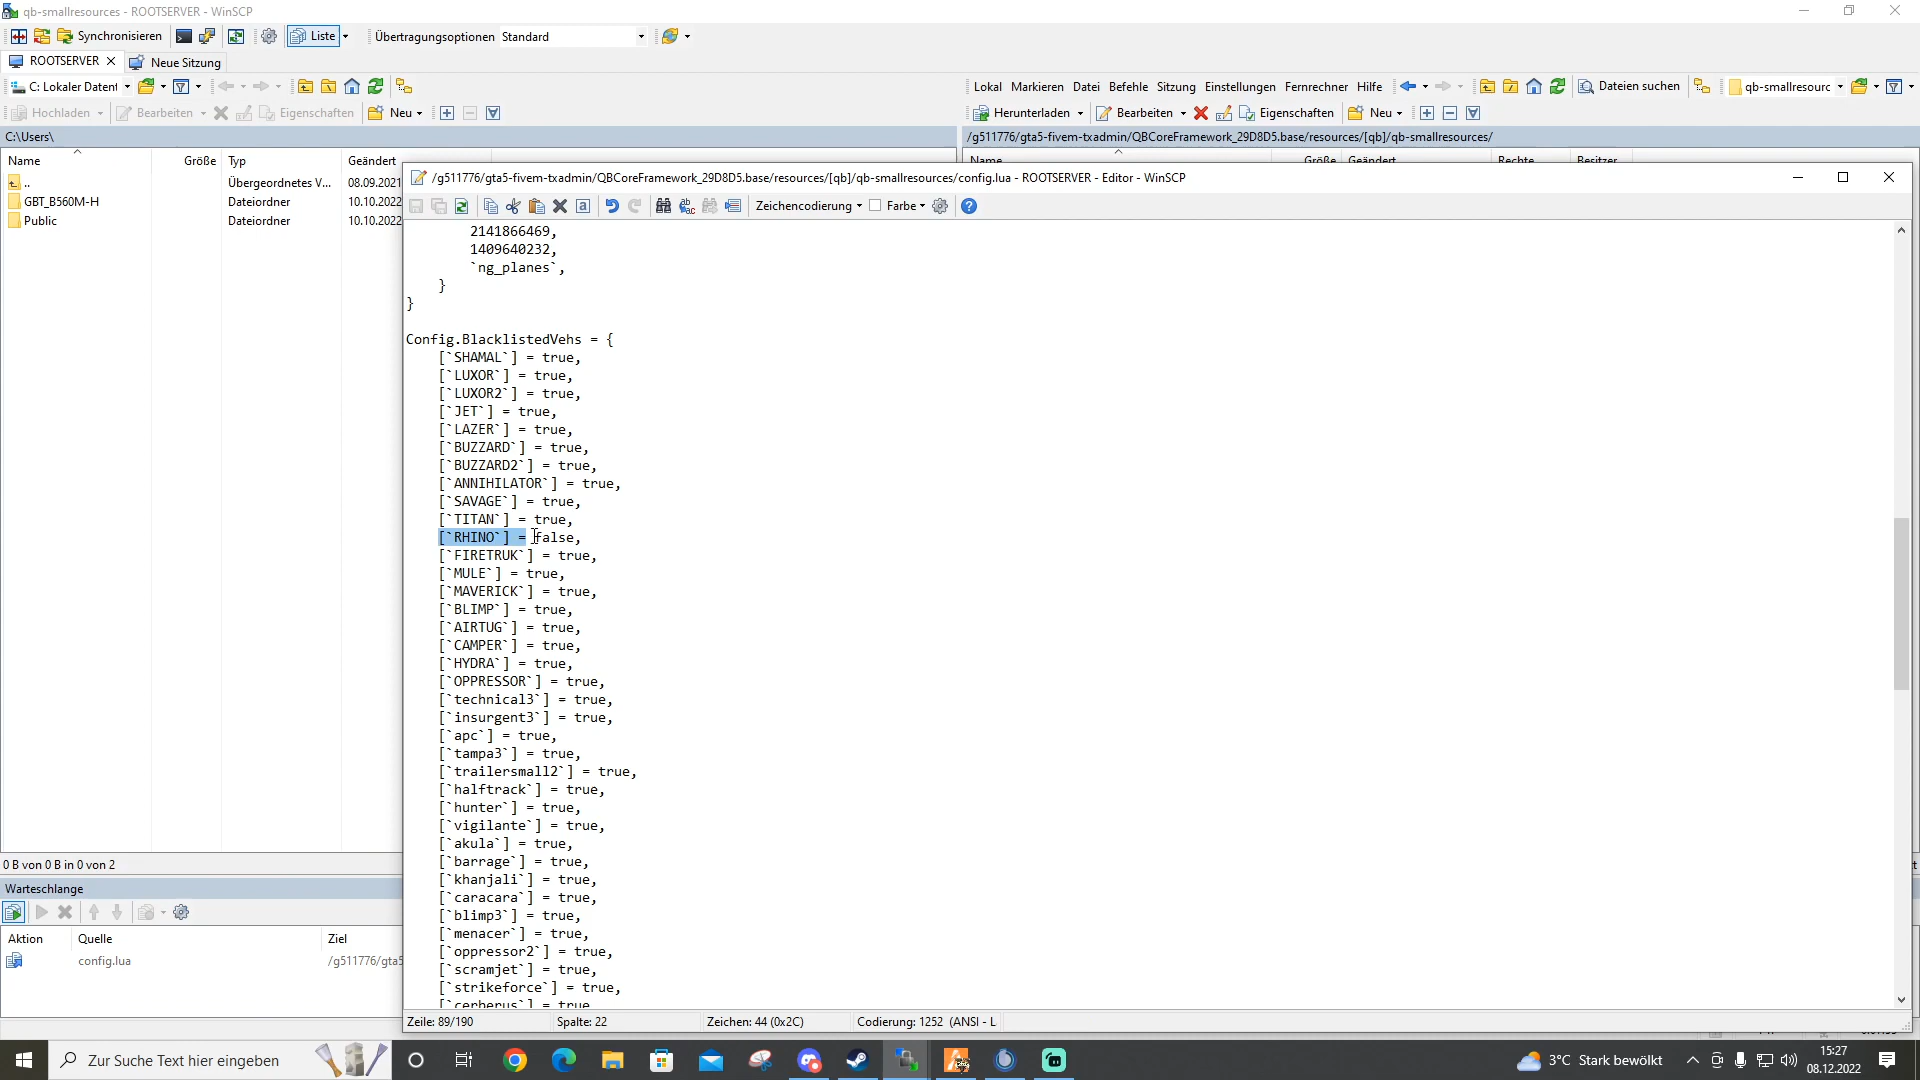 qb-smallresources - ROOTSERVER - WinSCP
Synchronisieren Liste Übertragungsoptionen Standard
ROOTSERVER Neue Sitzung
C: Lokaler Datent
Lokal Markieren Datei Befehle Sitzung Einstellungen Fernrechner Hilfe Dateien suchen qb-smallresourc
Hochladen Bearbeiten Eigenschaften Neu
Herunterladen Bearbeiten Eigenschaften Neu
C:\Users\
/g511776/gta5-fivem-txadmin/QBCoreFramework_29D8D5.base/resources/[qb]/qb-smallresources/
Name Größe Typ Geändert
Name Größe Geändert Rechte Besitzer
.. Übergeordnetes V... 08.09.2021
GBT_B560M-H Dateiordner 10.10.2022
Public Dateiordner 10.10.2022
/g511776/gta5-fivem-txadmin/QBCoreFramework_29D8D5.base/resources/[qb]/qb-smallresources/config.lua - ROOTSERVER - Editor - WinSCP
Zeichencodierung Farbe
2141866469,
1409640232,
`ng_planes`,
}
}
Config.BlacklistedVehs = {
[`SHAMAL`] = true,
[`LUXOR`] = true,
[`LUXOR2`] = true,
[`JET`] = true,
[`LAZER`] = true,
[`BUZZARD`] = true,
[`BUZZARD2`] = true,
[`ANNIHILATOR`] = true,
[`SAVAGE`] = true,
[`TITAN`] = true,
[`RHINO`] = false,
[`FIRETRUK`] = true,
[`MULE`] = true,
[`MAVERICK`] = true,
[`BLIMP`] = true,
[`AIRTUG`] = true,
[`CAMPER`] = true,
[`HYDRA`] = true,
[`OPPRESSOR`] = true,
[`technical3`] = true,
[`insurgent3`] = true,
[`apc`] = true,
[`tampa3`] = true,
[`trailersmall2`] = true,
[`halftrack`] = true,
[`hunter`] = true,
[`vigilante`] = true,
[`akula`] = true,
[`barrage`] = true,
[`khanjali`] = true,
[`caracara`] = true,
[`blimp3`] = true,
[`menacer`] = true,
[`oppressor2`] = true,
[`scramjet`] = true,
[`strikeforce`] = true,
[`cerberus`] = true
0 B von 0 B in 0 von 2
Warteschlange
Aktion Quelle Ziel
config.lua /g511776/gta5
Zeile: 89/190 Spalte: 22 Zeichen: 44 (0x2C) Codierung: 1252 (ANSI - L
Zur Suche Text hier eingeben
3°C Stark bewölkt
15:27
08.12.2022